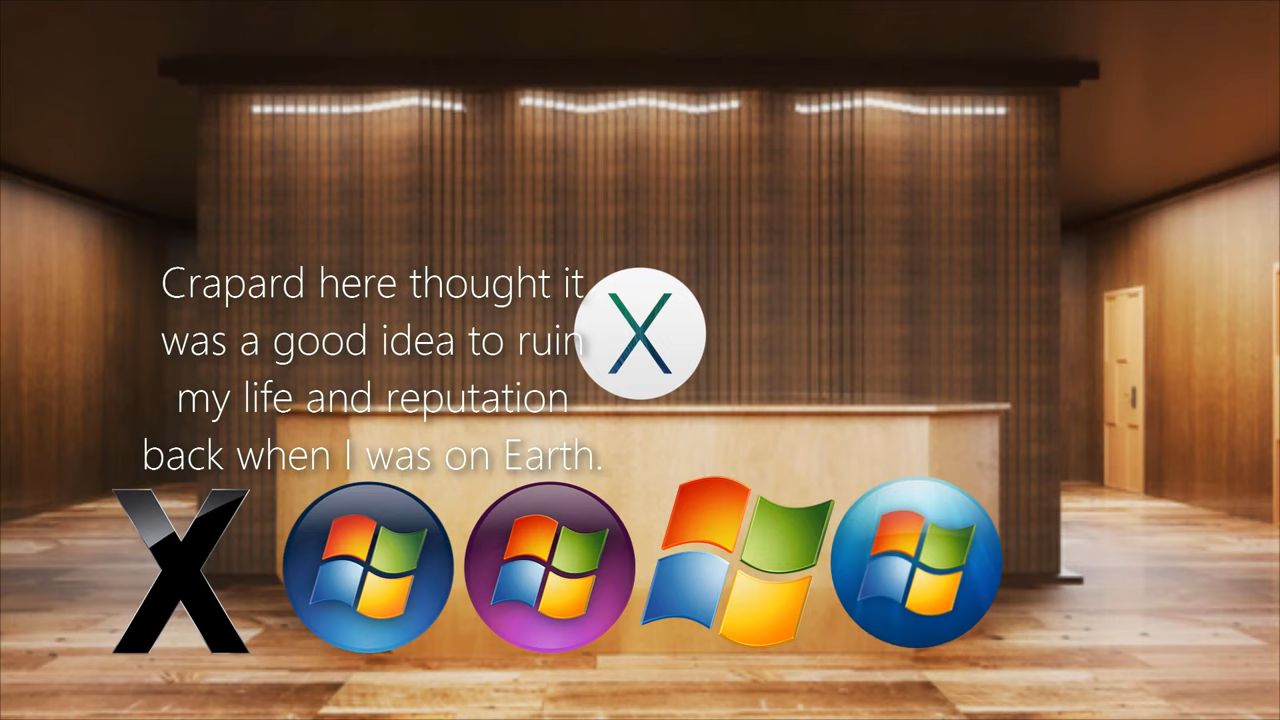 Crapard here thought it
was a good idea to ruin
my life and reputation
back when I was on Earth.
X
X